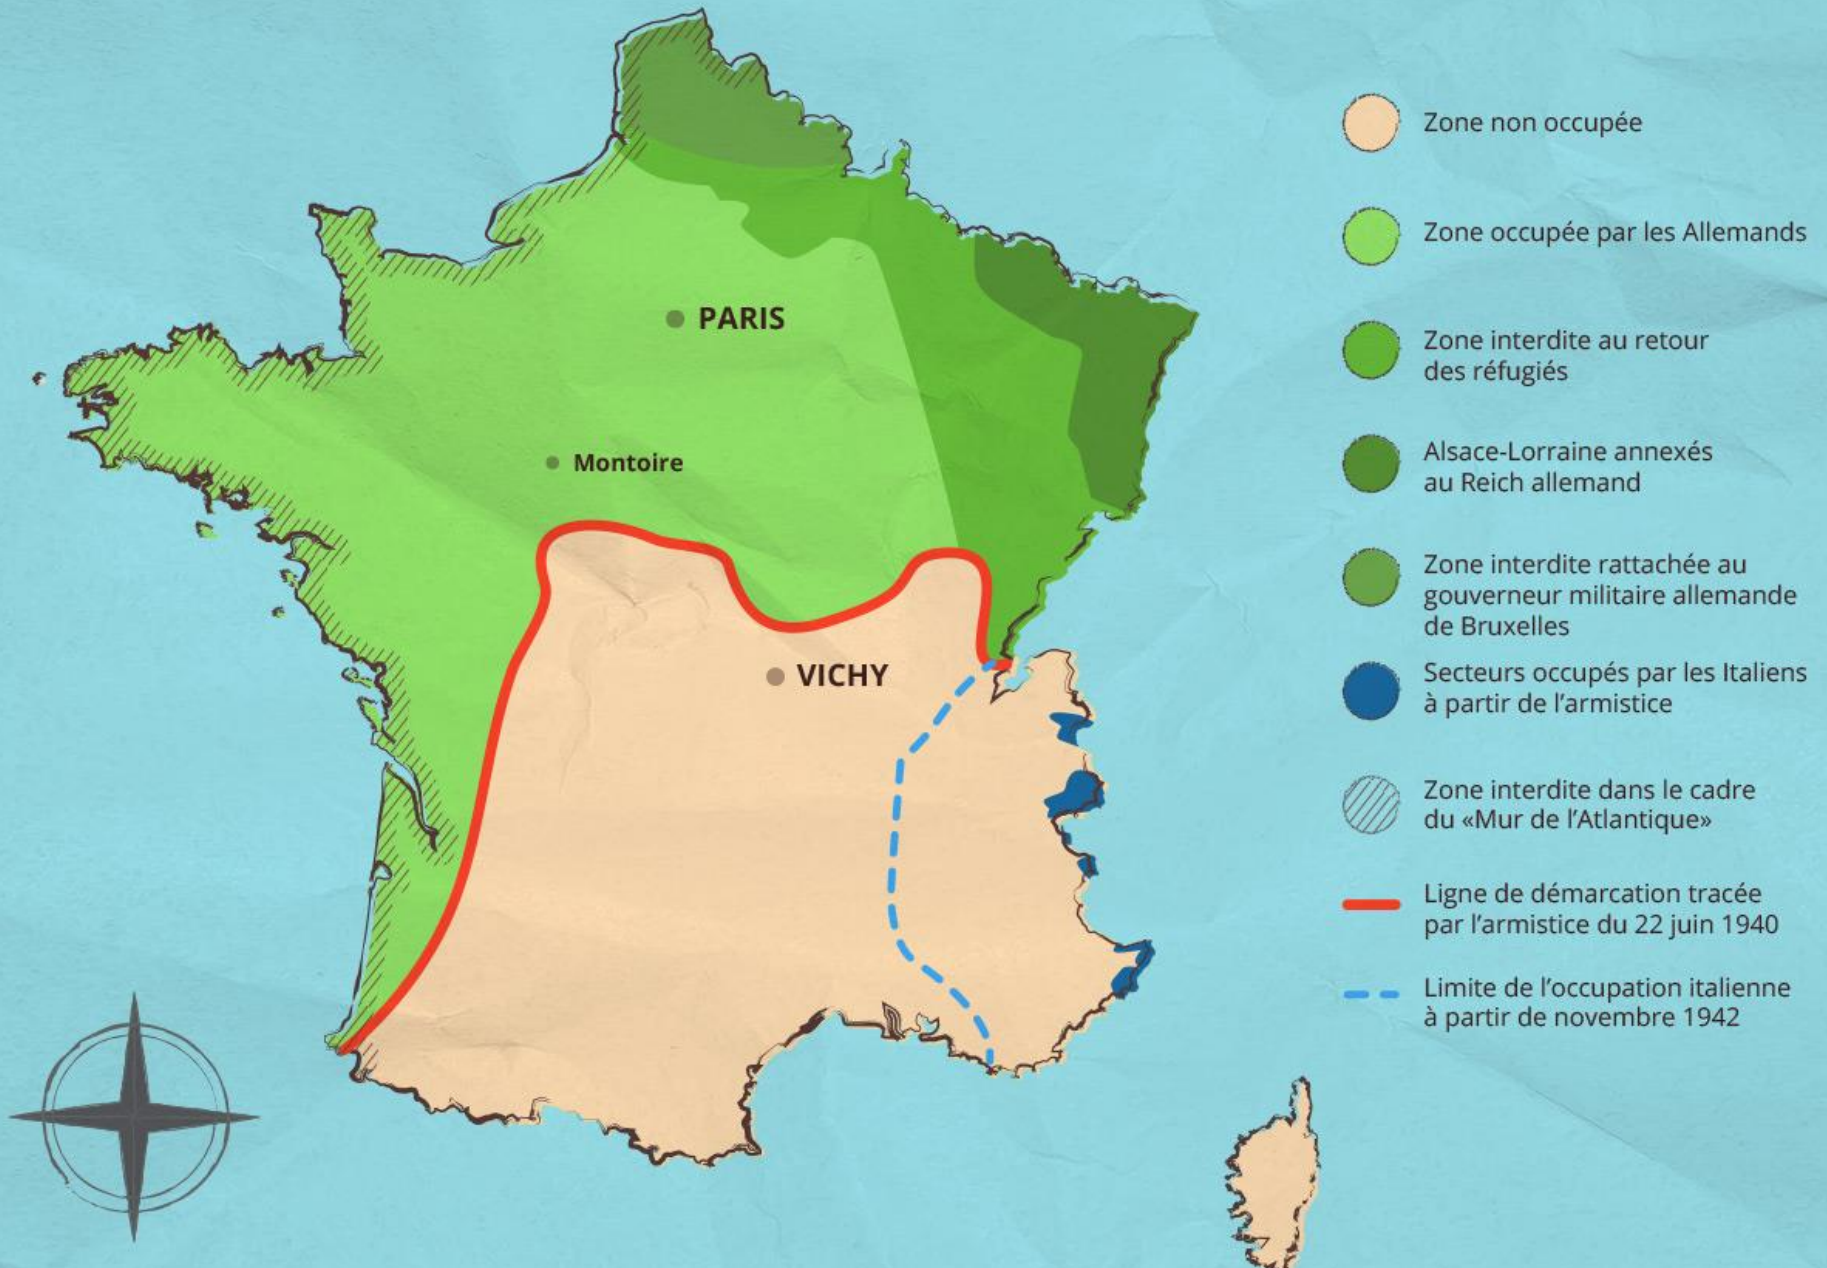 PARIS
Montoire
VICHY
Zone non occupée
Zone occupée par les Allemands
Zone interdite au retour
des réfugiés
Alsace-Lorraine annexés
au Reich allemand
Zone interdite rattachée au
gouverneur militaire allemande
de Bruxelles
Secteurs occupés par les Italiens
à partir de l’armistice
Zone interdite dans le cadre
du «Mur de l’Atlantique»
Ligne de démarcation tracée
par l’armistice du 22 juin 1940
Limite de l’occupation italienne
à partir de novembre 1942